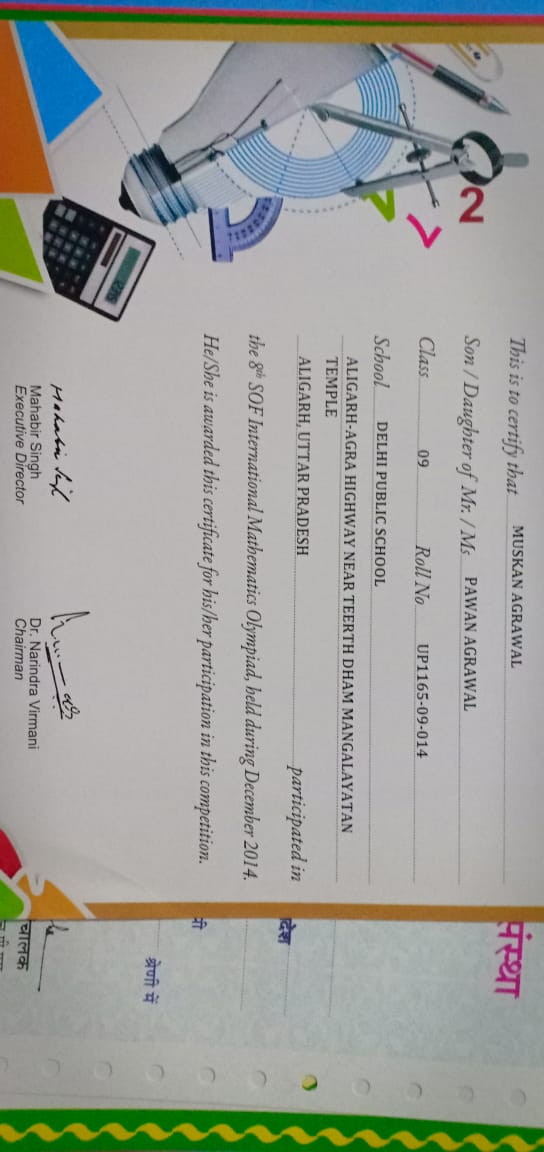 2
This is to certify that MUSKAN AGRAWAL
Son / Daughter of Mr. / Ms PAWAN AGRAWAL
Class 09 Roll No UP1165-09-014
School DELHI PUBLIC SCHOOL
ALIGARH-AGRA HIGHWAY NEAR TEERTH DHAM MANGALAYATAN
TEMPLE
ALIGARH, UTTAR PRADESH participated in
the 8th SOF International Mathematics Olympiad, held during December 2014.
He/She is awarded this certificate for his/her participation in this competition.
Mahabir Singh
Executive Director
Dr. Narindra Virmani
Chairman
संस्था
श्रेणी में